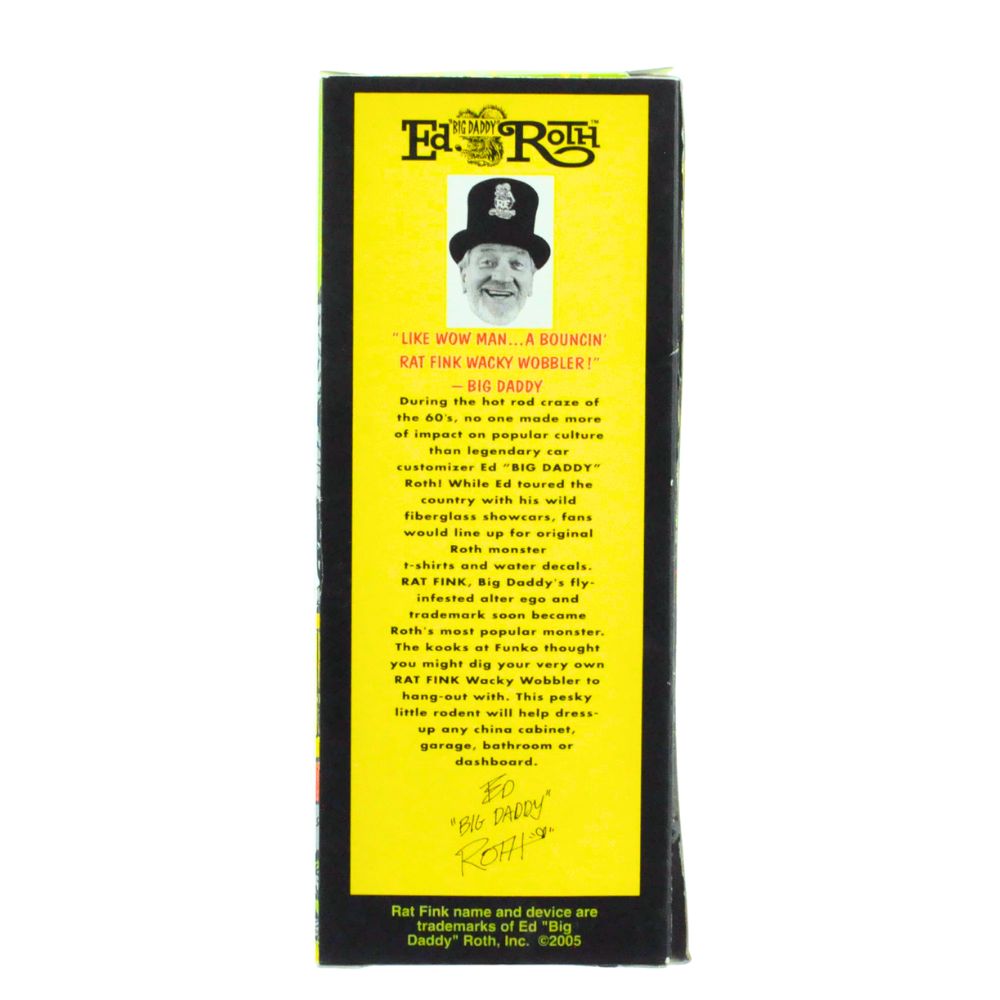 Ed. "BIG DADDY" ROTH™
RF
"LIKE WOW MAN...A BOUNCIN'
RAT FINK WACKY WOBBLER!"
– BIG DADDY
During the hot rod craze of
the 60's, no one made more
of impact on popular culture
than legendary car
customizer Ed "BIG DADDY"
Roth! While Ed toured the
country with his wild
fiberglass showcars, fans
would line up for original
Roth monster
t-shirts and water decals.
RAT FINK, Big Daddy's fly-
infested alter ego and
trademark soon became
Roth's most popular monster.
The kooks at Funko thought
you might dig your very own
RAT FINK Wacky Wobbler to
hang-out with. This pesky
little rodent will help dress-
up any china cabinet,
garage, bathroom or
dashboard.
ED
"BIG DADDY"
ROTH
Rat Fink name and device are
trademarks of Ed "Big
Daddy" Roth, Inc. ©2005